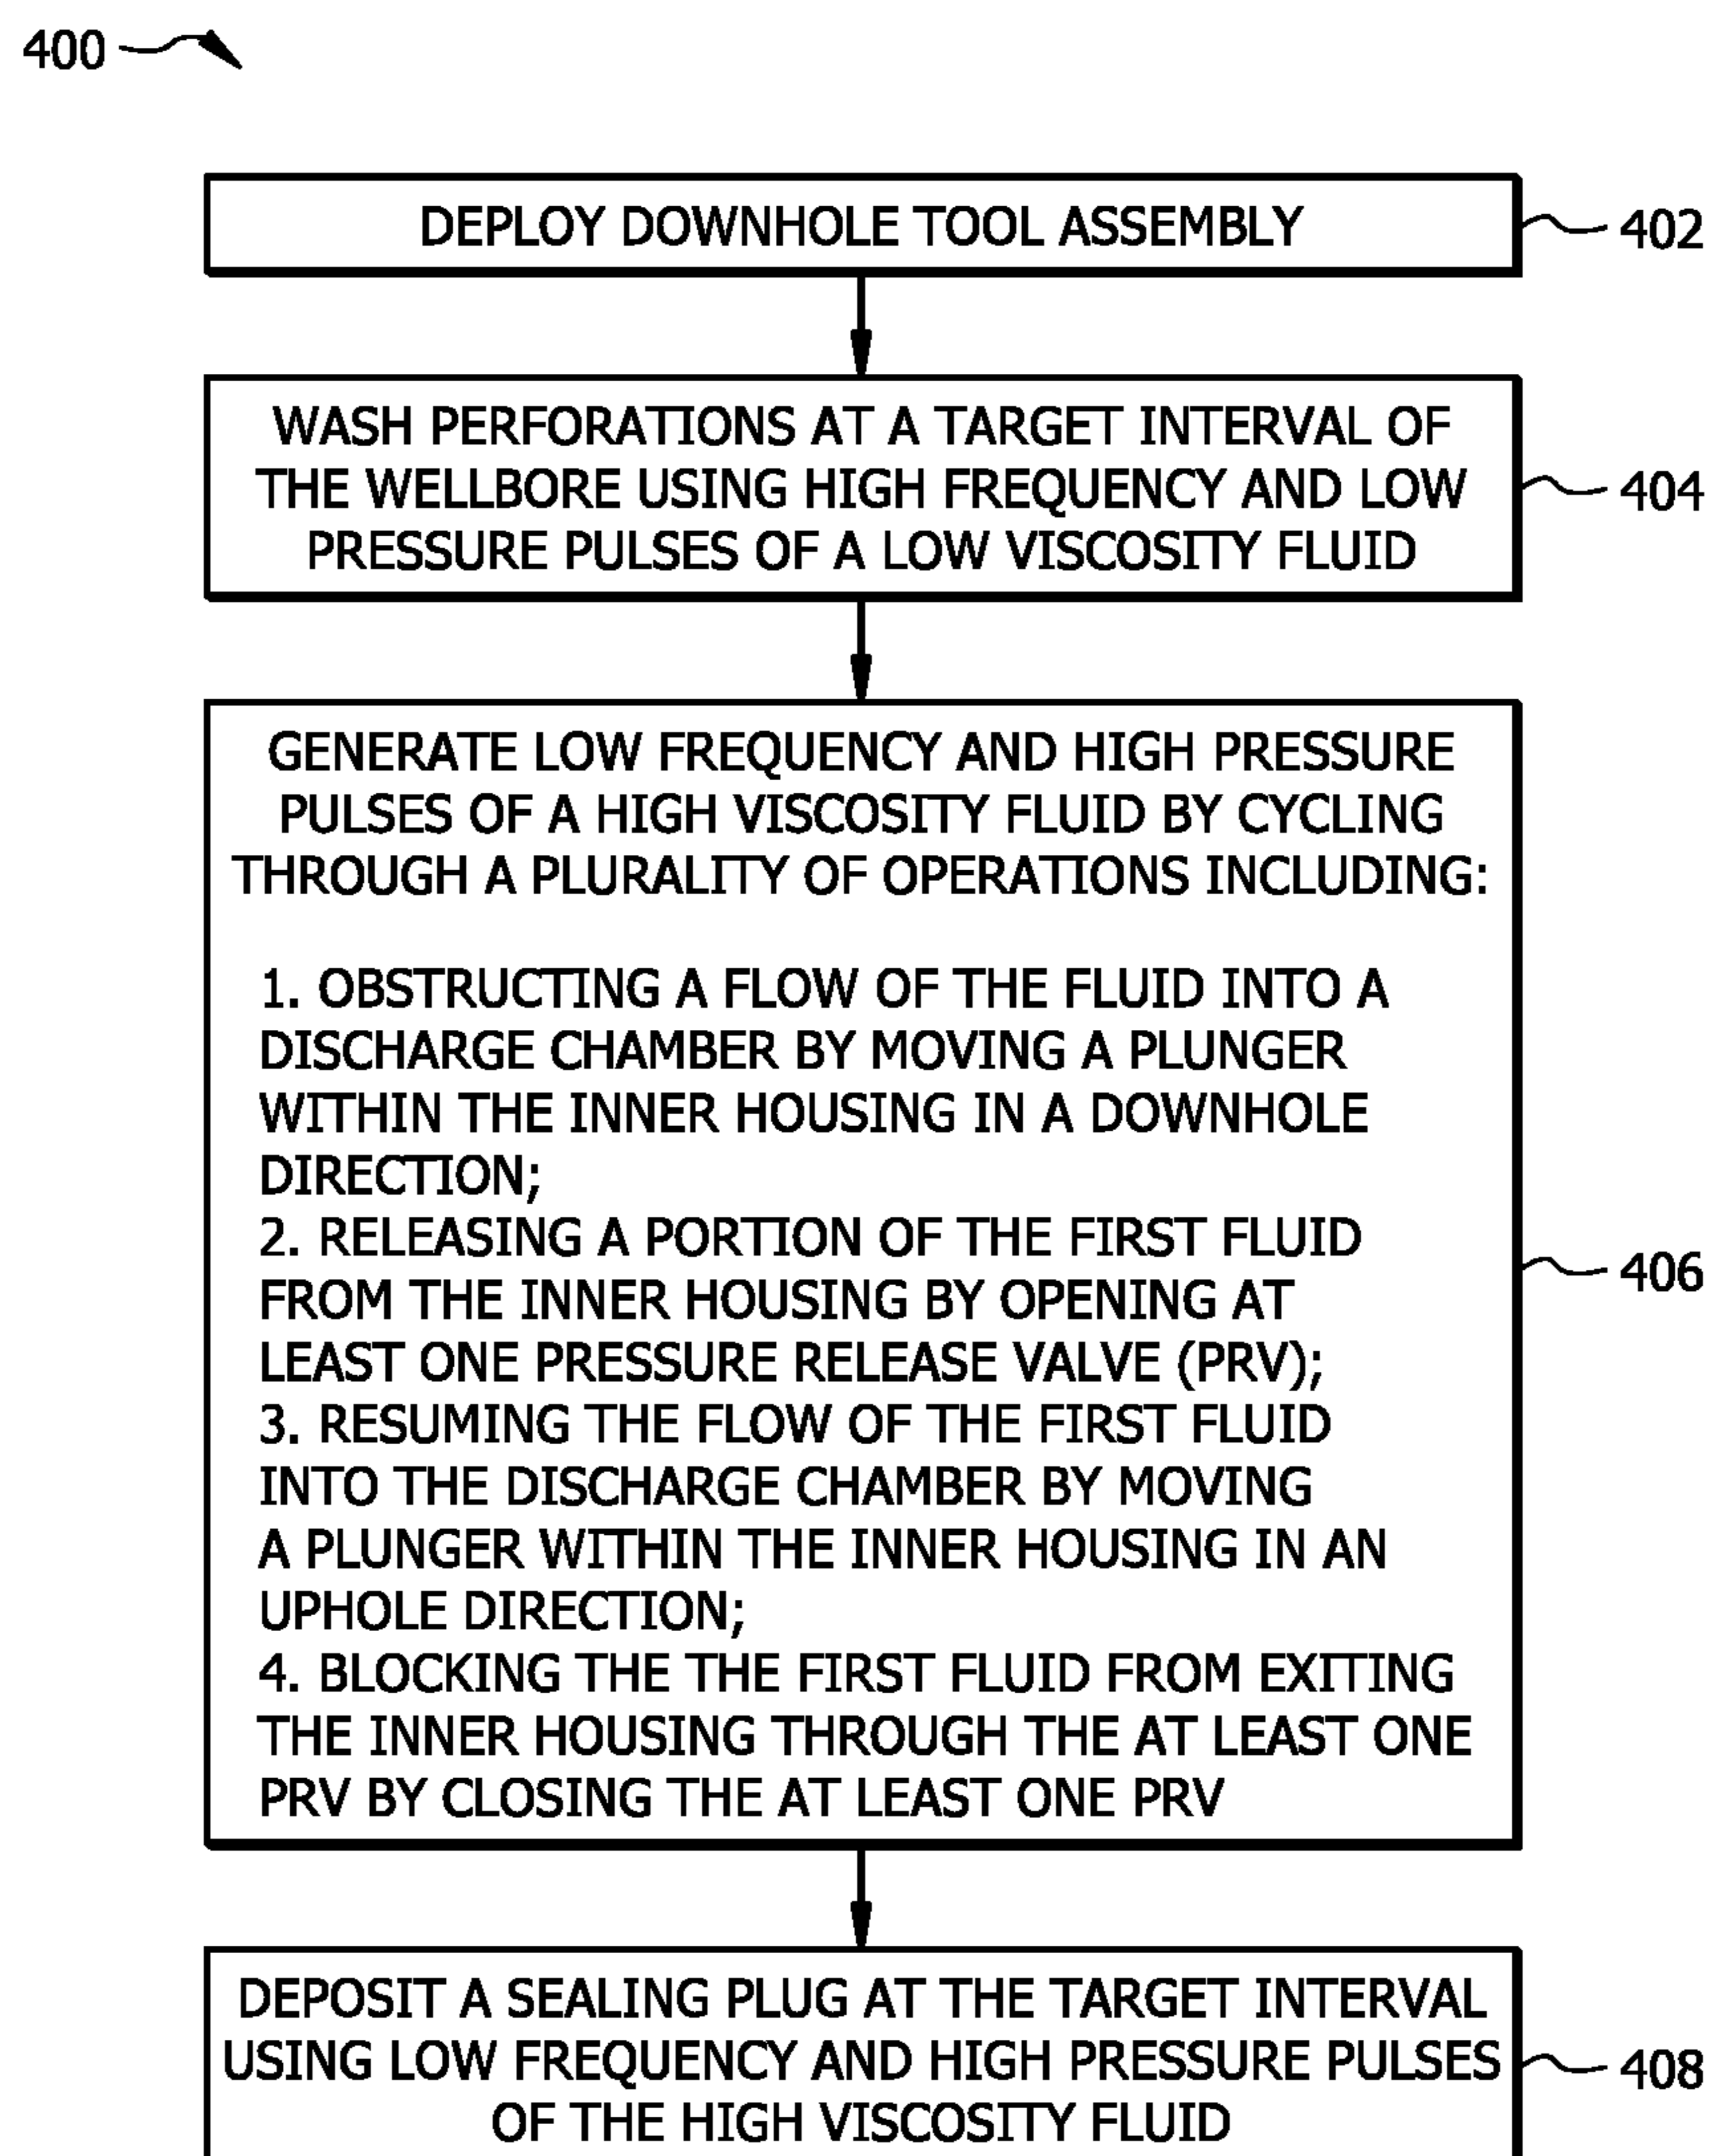 400
DEPLOY DOWNHOLE TOOL ASSEMBLY
402
WASH PERFORATIONS AT A TARGET INTERVAL OF
THE WELLBORE USING HIGH FREQUENCY AND LOW
PRESSURE PULSES OF A LOW VISCOSITY FLUID
404
GENERATE LOW FREQUENCY AND HIGH PRESSURE
PULSES OF A HIGH VISCOSITY FLUID BY CYCLING
THROUGH A PLURALITY OF OPERATIONS INCLUDING:
1. OBSTRUCTING A FLOW OF THE FLUID INTO A
DISCHARGE CHAMBER BY MOVING A PLUNGER
WITHIN THE INNER HOUSING IN A DOWNHOLE
DIRECTION;
2. RELEASING A PORTION OF THE FIRST FLUID
FROM THE INNER HOUSING BY OPENING AT
LEAST ONE PRESSURE RELEASE VALVE (PRV);
3. RESUMING THE FLOW OF THE FIRST FLUID
INTO THE DISCHARGE CHAMBER BY MOVING
A PLUNGER WITHIN THE INNER HOUSING IN AN
UPHOLE DIRECTION;
4. BLOCKING THE THE FIRST FLUID FROM EXITING
THE INNER HOUSING THROUGH THE AT LEAST ONE
PRV BY CLOSING THE AT LEAST ONE PRV
406
DEPOSIT A SEALING PLUG AT THE TARGET INTERVAL
USING LOW FREQUENCY AND HIGH PRESSURE PULSES
OF THE HIGH VISCOSITY FLUID
408